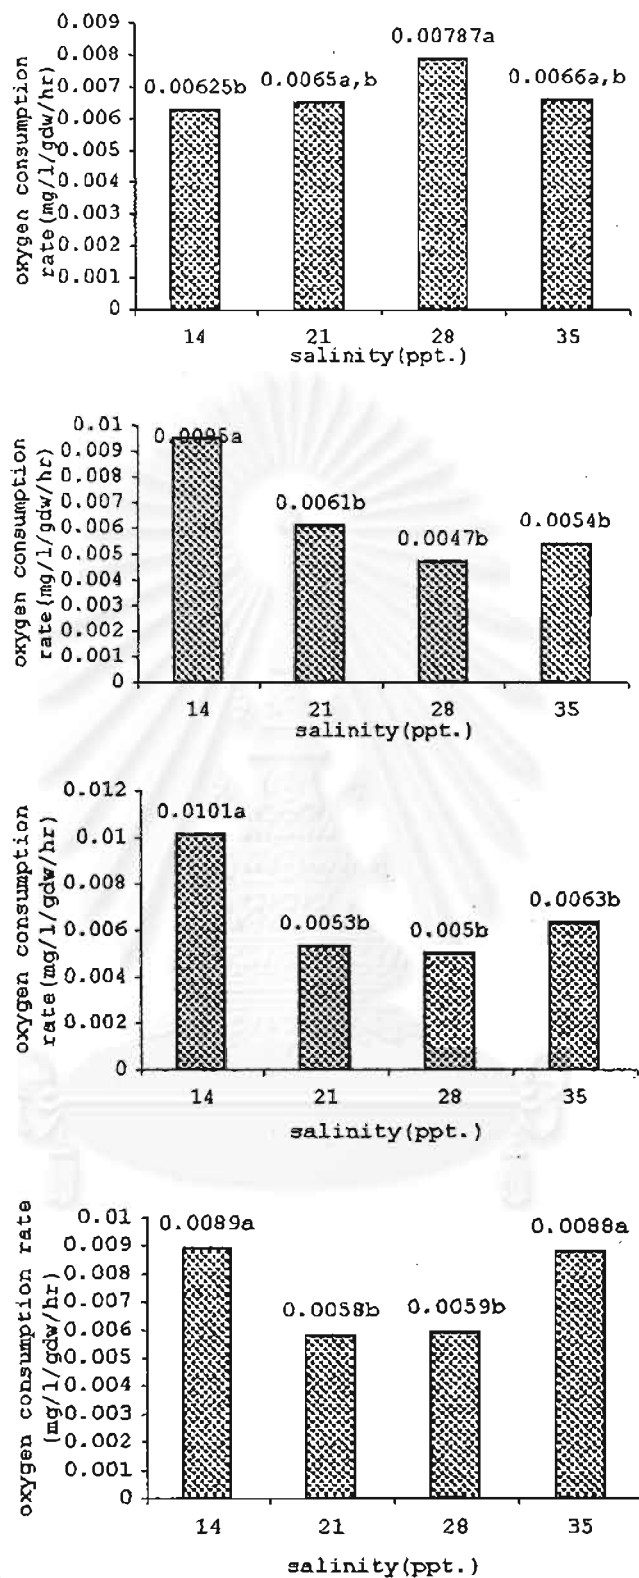 oxygen consumption
rate(mg/l/gdw/hr)
0.009
0.008
0.007
0.006
0.005
0.004
0.003
0.002
0.001
0
0.00625b
0.0065a,b
0.00787a
0.0066a,b
14
21
28
35
salinity(ppt.)
oxygen consumption
rate(mg/l/gdw/hr)
0.01
0.009
0.008
0.007
0.006
0.005
0.004
0.003
0.002
0.001
0
0.0095a
0.0061b
0.0047b
0.0054b
14
21
28
35
salinity(ppt.)
oxygen consumption
rate(mg/l/gdw/hr)
0.012
0.01
0.008
0.006
0.004
0.002
0
0.0101a
0.0053b
0.005b
0.0063b
14
21
28
35
salinity(ppt.)
oxygen consumption rate
(mg/l/gdw/hr)
0.01
0.009
0.008
0.007
0.006
0.005
0.004
0.003
0.002
0.001
0
0.0089a
0.0058b
0.0059b
0.0088a
14
21
28
35
salinity(ppt.)